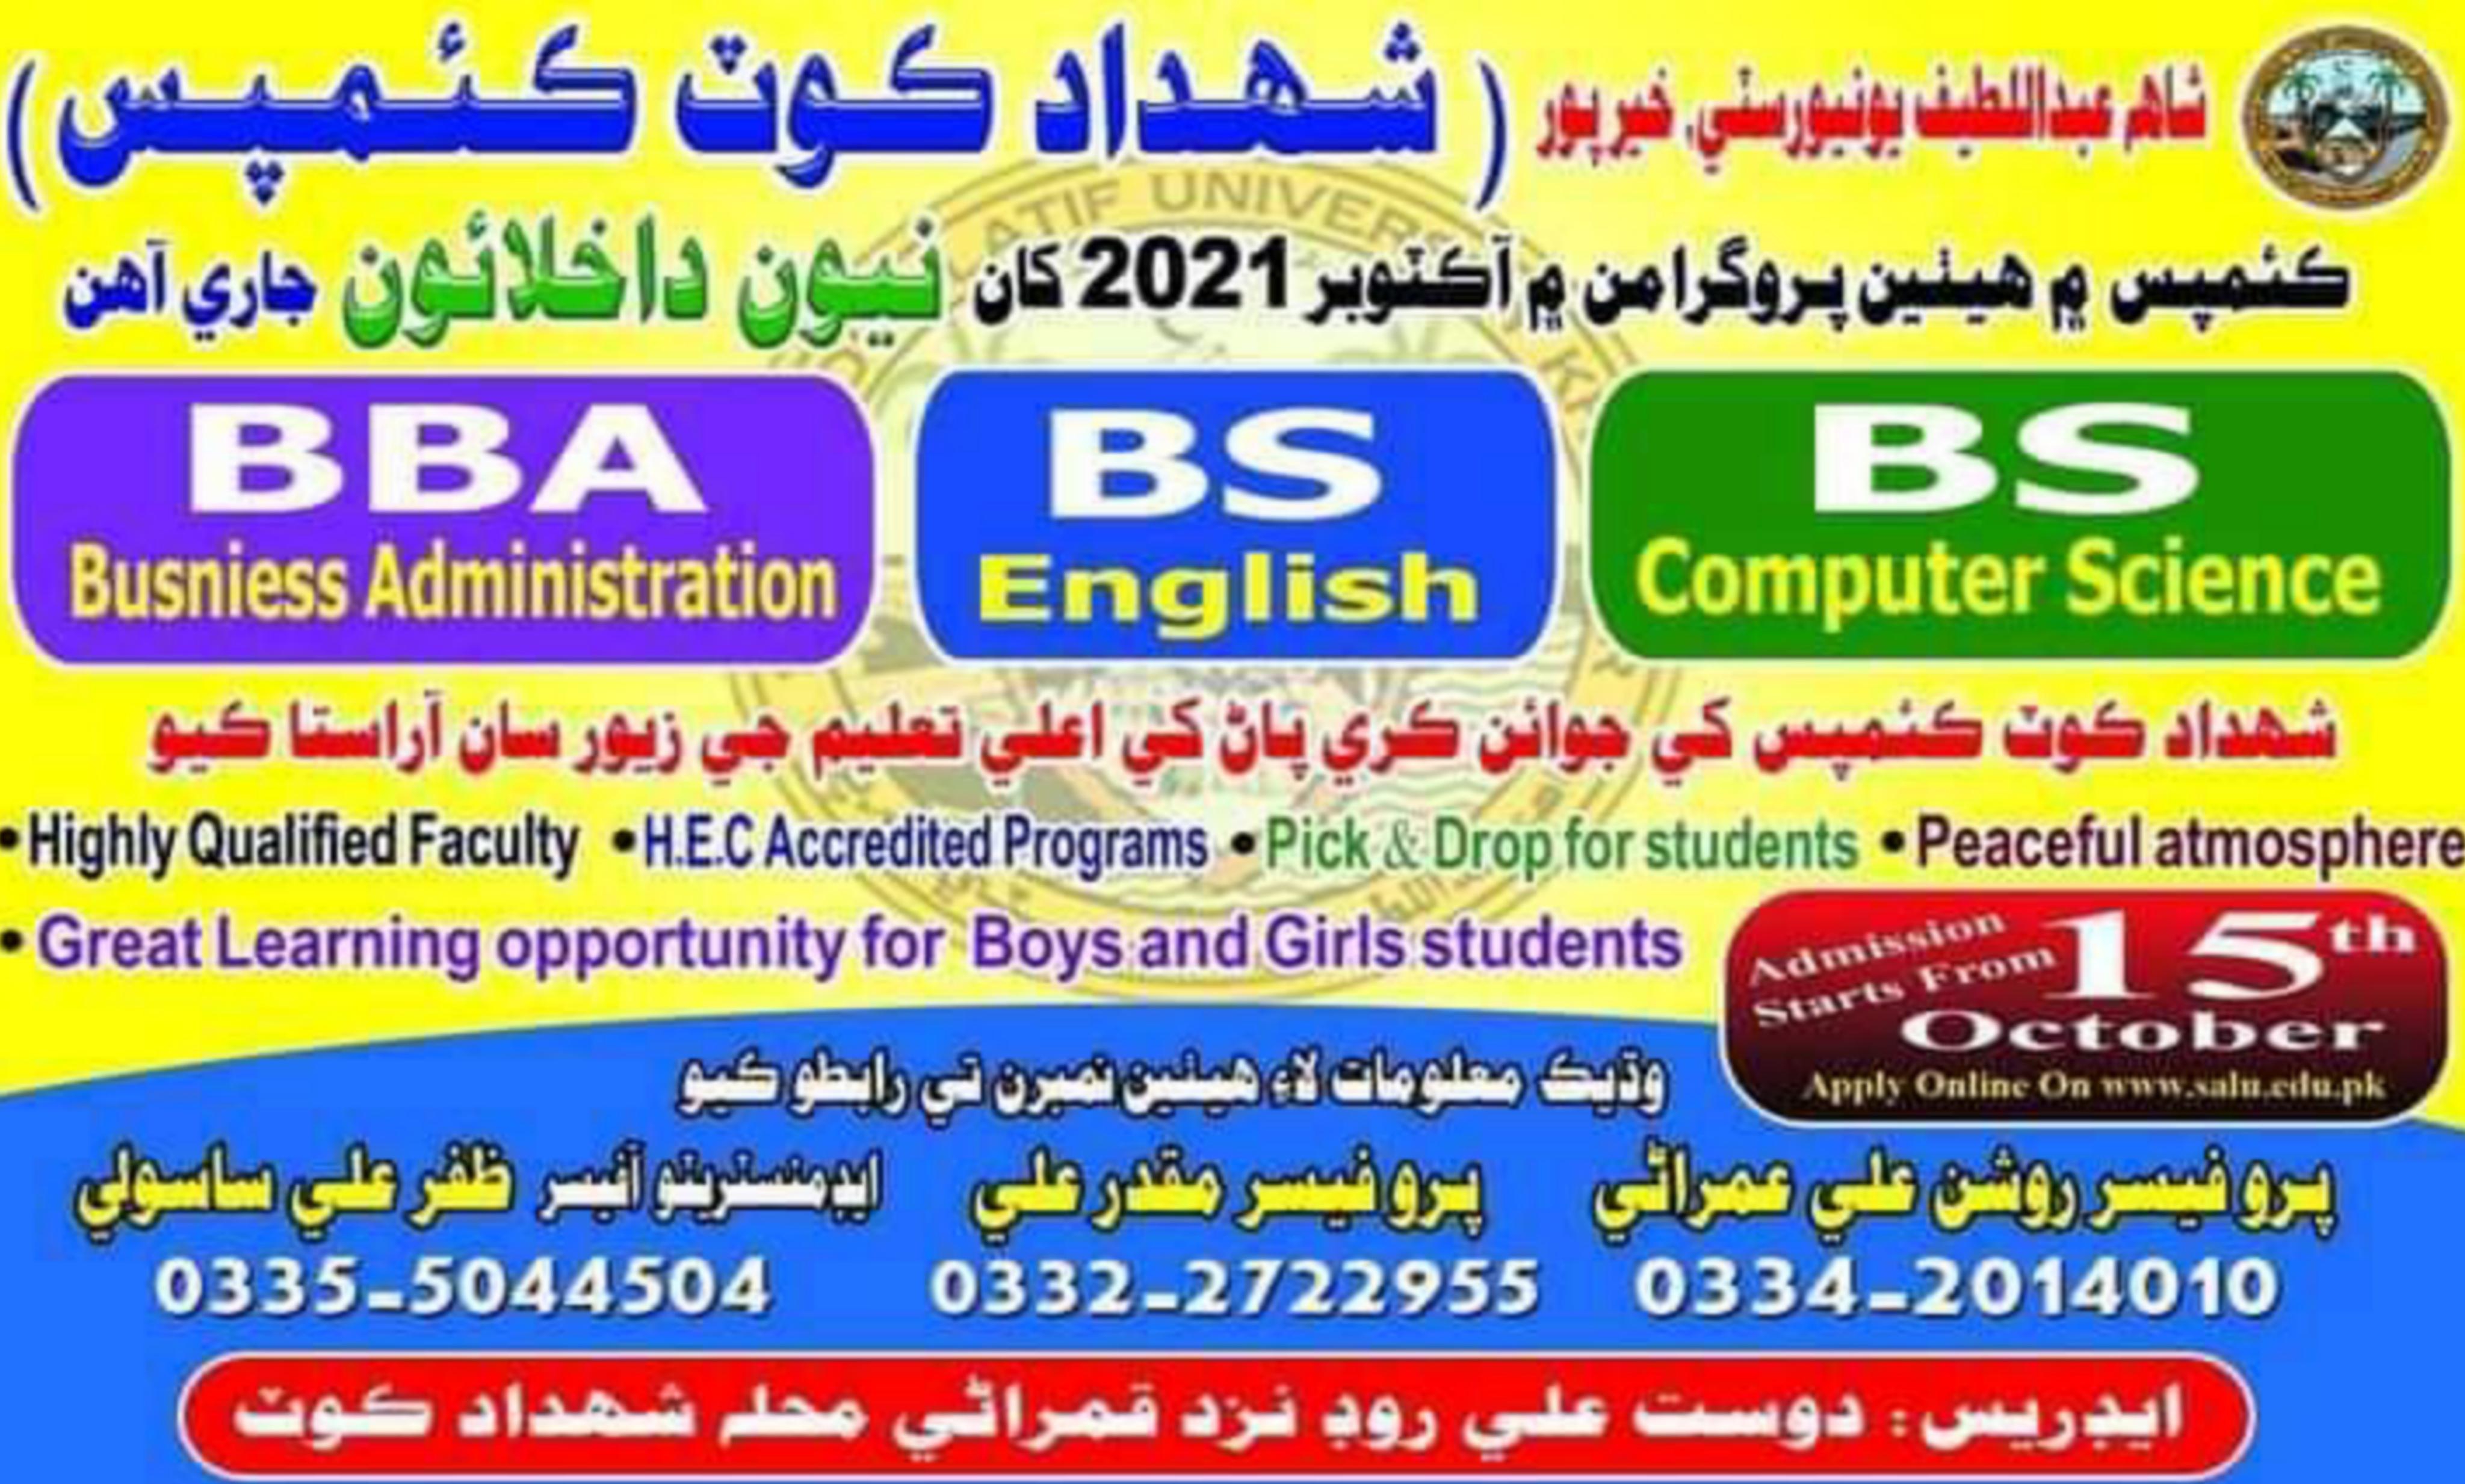 شاهه عبداللطيف يونيورسٽي، خيرپور ( شهداد ڪوٽ ڪئمپس )
ڪئمپس ۾ هيٺين پروگرامن ۾ آڪٽوبر 2021 کان نيون داخلائون جاري آهن
BS
Computer Science
BS
English
BBA
Busniess Administration
شهداد ڪوٽ ڪئمپس کي جوائن ڪري پاڻ کي اعليٰ تعليم جي زيور سان آراستا ڪيو
• Highly Qualified Faculty • H.E.C Accredited Programs • Pick & Drop for students • Peaceful atmosphere
• Great Learning opportunity for Boys and Girls students
Admission Starts From 15th October
Apply Online On www.salu.edu.pk
وڌيڪ معلومات لاءِ هيٺين نمبرن تي رابطو ڪيو
پروفيسر روشن علي عمراڻي
0334-2014010
پروفيسر مقدر علي
0332-2722955
ايڊمنسٽريٽو آفيسر ظفر علي ساسولي
0335-5044504
ايڊريس: دوست علي روڊ نزد قمراڻي محلہ شهداد ڪوٽ